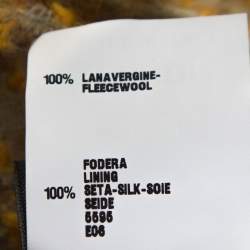 100% LANAVERGINE-
FLEECEWOOL
FODERA
LINING
100% SETA-SILK-SOIE
SEIDE
5595
E06